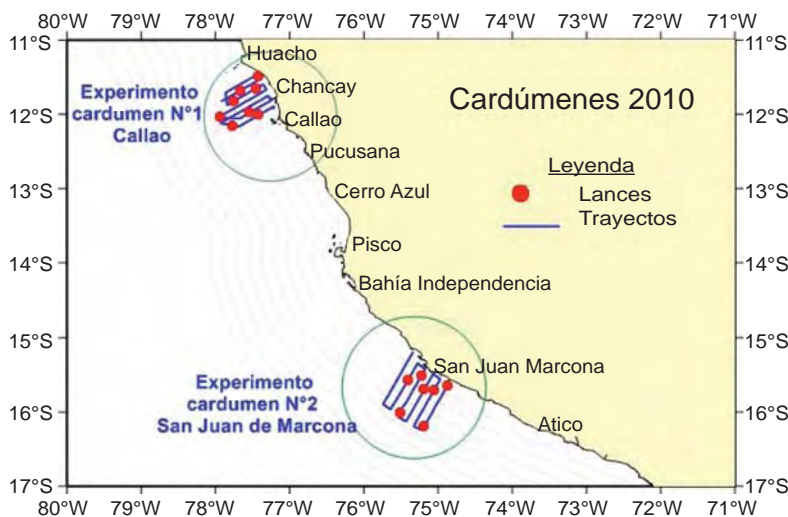 80°W 79°W 78°W 77°W 76°W 75°W 74°W 73°W 72°W 71°W
11°S 11°S
Huacho
Experimento
cardumen N°1
Callao
Chancay
Cardúmenes 2010
12°S 12°S
Callao
Pucusana
Leyenda
Lances
Trayectos
13°S 13°S
Cerro Azul
Pisco
14°S 14°S
Bahía Independencia
15°S 15°S
San Juan Marcona
Experimento
cardumen N°2
San Juan de Marcona
16°S 16°S
Atico
17°S 17°S
80°W 79°W 78°W 77°W 76°W 75°W 74°W 73°W 72°W 71°W